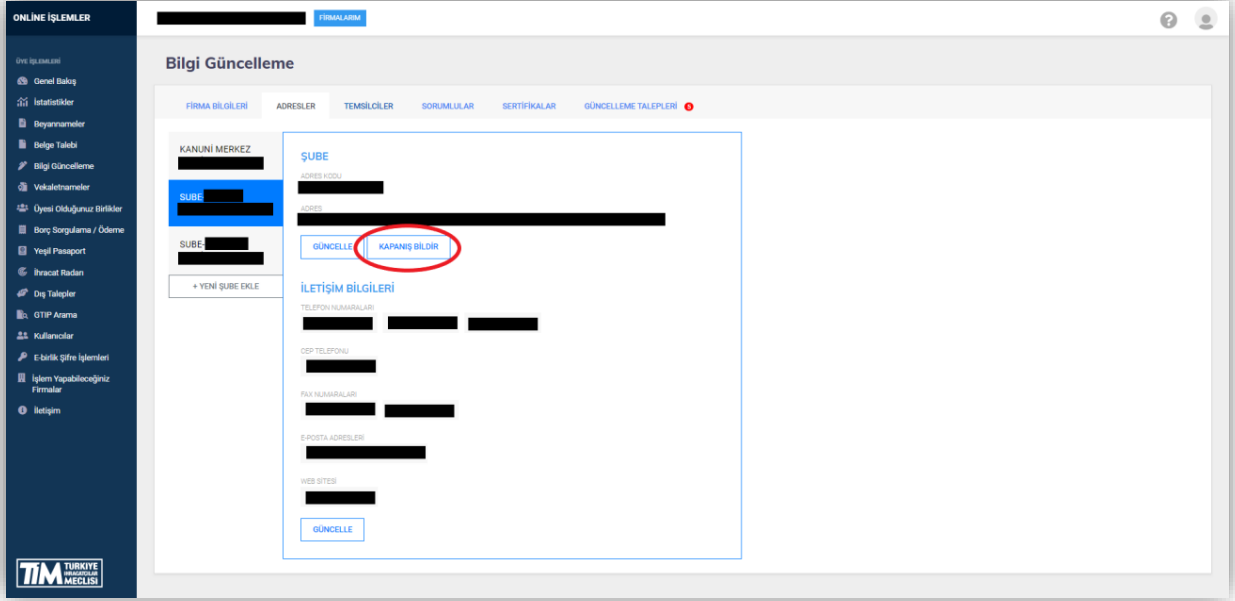 ONLİNE İŞLEMLER
FİRMALARIM
?
ÜYE İŞLEMLERİ
Genel Bakış
İstatistikler
Beyannameler
Belge Talebi
Bilgi Güncelleme
Vekaletnameler
Üyesi Olduğunuz Birlikler
Borç Sorgulama / Ödeme
Yeşil Pasaport
İhracat Radarı
Dış Talepler
GTIP Arama
Kullanıcılar
E-birlik Şifre İşlemleri
İşlem Yapabileceğiniz
Firmalar
İletişim
TİM TÜRKİYE
İHRACATÇILAR
MECLİSİ
Bilgi Güncelleme
FİRMA BİLGİLERİ ADRESLER TEMSİLCİLER SORUMLULAR SERTİFİKALAR GÜNCELLEME TALEPLERİ 5
KANUNİ MERKEZ
SUBE-
SUBE-
+ YENİ ŞUBE EKLE
ŞUBE
ADRES KODU
ADRES
GÜNCELLE KAPANIŞ BİLDİR
İLETİŞİM BİLGİLERİ
TELEFON NUMARALARI
CEP TELEFONU
FAX NUMARALARI
E-POSTA ADRESLERİ
WEB SİTESİ
GÜNCELLE